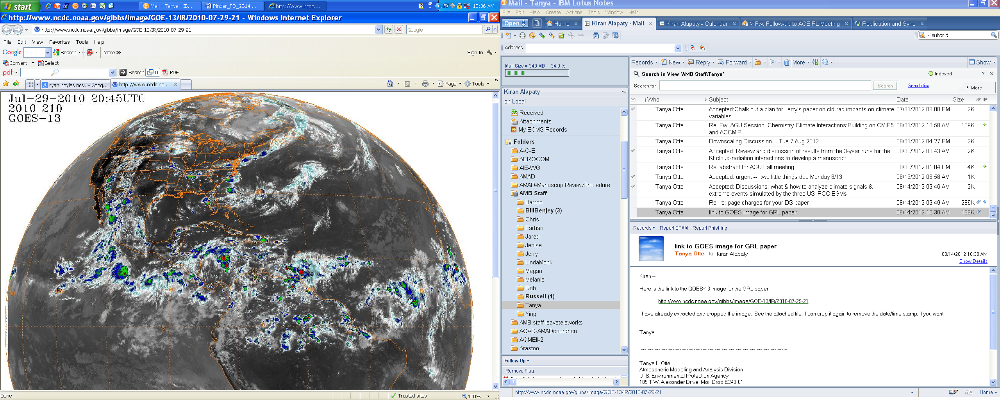 start
Mail - Tanya - IB...
Pinder_PD_GS14....
http://www.ncdc....
10:36 AM
http://www.ncdc.noaa.gov/gibbs/image/GOE-13/IR/2010-07-29-21 - Windows Internet Explorer
http://www.ncdc.noaa.gov/gibbs/image/GOE-13/IR/2010-07-29-21
Google
File Edit View Favorites Tools Help
Google Search More »
Sign In
Convert Select
pdf Search 0 PDF
ryan boyles ncsu - Goog...
http://www.ncdc.no...
Page Tools »
Jul-29-2010 20:45UTC
2010 210
GOES-13
Done
Trusted sites
100%
Mail - Tanya - IBM Lotus Notes
File Edit View Create Actions Tools Window Help
Open Home Kiran Alapaty - Mail Kiran Alapaty - Calendar > Fw: Follow-up to ACE PL Meeting Replication and Sync
subgrid
Address
Mail Size = 348 MB 34.0 %
Kiran Alapaty
on Local
Received
Attachments
My ECMS Records
Folders
A-C-E
AEROCOM
AIE-WG
AMAD
AMAD-ManuscriptReviewProcedure
AMB Staff
Barron
BillBenjey (3)
Chris
Farhan
Jared
Jenise
Jerry
LindaMonk
Megan
Melanie
Rob
Russell (1)
Tanya
Ying
AMB staff leaveteleworks
AQAD-AMADcoordncn
AQMEII-2
Arastoo
Follow Up
Remove Flag
Records New Reply Forward More Show
Search in View 'AMB Staff\Tanya'
Indexed ?
Search for Search Search tips More
! Who Subject Date Size
Tanya Otte Accepted:Chalk out a plan for Jerry's paper on cld-rad impacts on climate 07/31/2012 08:00 PM 2K
variables
Tanya Otte Re: Fw: AGU Session: Chemistry-Climate Interactions:Building on CMIP5 08/01/2012 10:58 AM 109K
and ACCMIP
Tanya Otte Downscaling Discussion -- Tue 7 Aug 2012 08/01/2012 04:27 PM 2K
Tanya Otte Accepted: Review and discussion of results from the 3-year runs for the 08/03/2012 08:43 AM 2K
Kf cloud-radiation interactions to develop a manuscript
Tanya Otte Re: abstract for AGU Fall meeting 08/03/2012 01:04 PM 4K
Tanya Otte Accepted: urgent -- two little things due Monday 8/13 08/13/2012 08:58 AM 1K
Tanya Otte Accepted: Discussions: what & how to analyze climate signals & 08/14/2012 09:46 AM 2K
extreme events simulated by the three US IPCC ESMs
Tanya Otte Re: re; page charges for your DS paper 08/14/2012 09:49 AM 286K
Tanya Otte link to GOES image for GRL paper 08/14/2012 10:30 AM 138K
Records Report SPAM Report Phishing
link to GOES image for GRL paper
Tanya Otte to: Kiran Alapaty
08/14/2012 10:30 AM
Show Details
Kiran --
Here is the link to the GOES-13 image for the GRL paper:
http://www.ncdc.noaa.gov/gibbs/image/GOE-13/IR/2010-07-29-21
I have already extracted and cropped the image. See the attached file. I can crop it again to remove the date/time stamp, if you want.
Tanya
~~~~~~~~~~~~~~~~~~~~~~~~~~~~~~~~~~~~~~~~~~
Tanya L. Otte
Atmospheric Modeling and Analysis Division
U. S. Environmental Protection Agency
109 T.W. Alexander Drive, Mail Drop E243-01
http://www.ncdc.noaa.gov/gibbs/image/GOE-13/IR/2010-07-29-21
Home